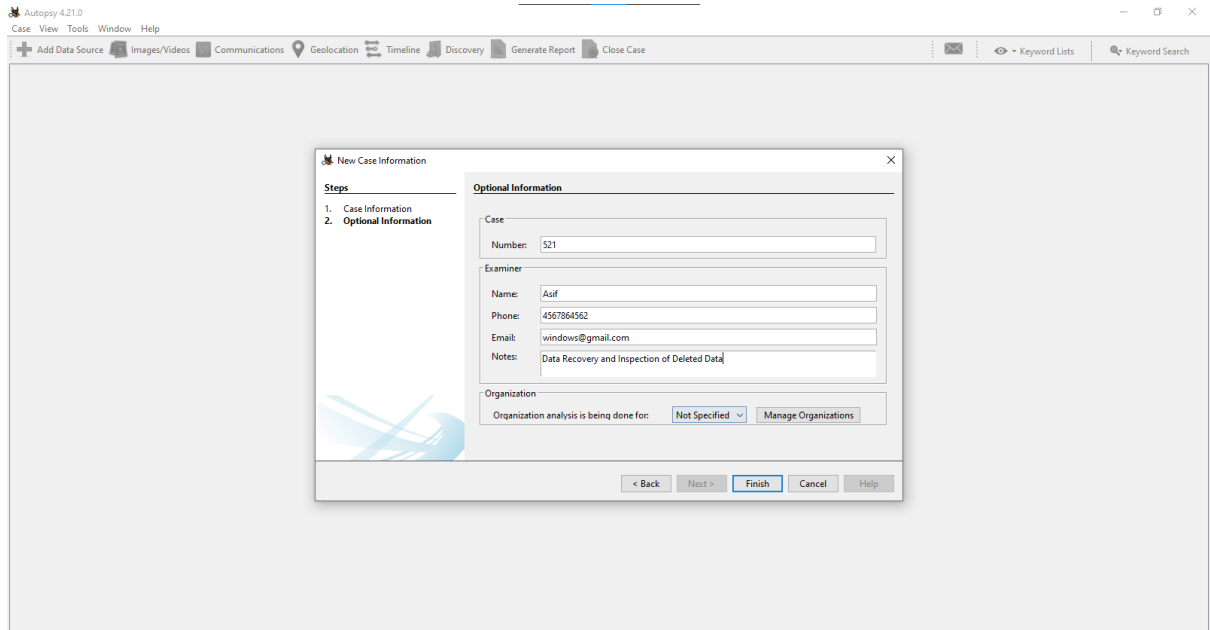 Autopsy 4.21.0
Case View Tools Window Help
Add Data Source Images/Videos Communications Geolocation Timeline Discovery Generate Report Close Case Keyword Lists Keyword Search
New Case Information
Steps
1. Case Information
2. Optional Information
Optional Information
Case
Number: 521
Examiner
Name: Asif
Phone: 4567864562
Email: windows@gmail.com
Notes: Data Recovery and Inspection of Deleted Data
Organization
Organization analysis is being done for: Not Specified Manage Organizations
< Back Next > Finish Cancel Help